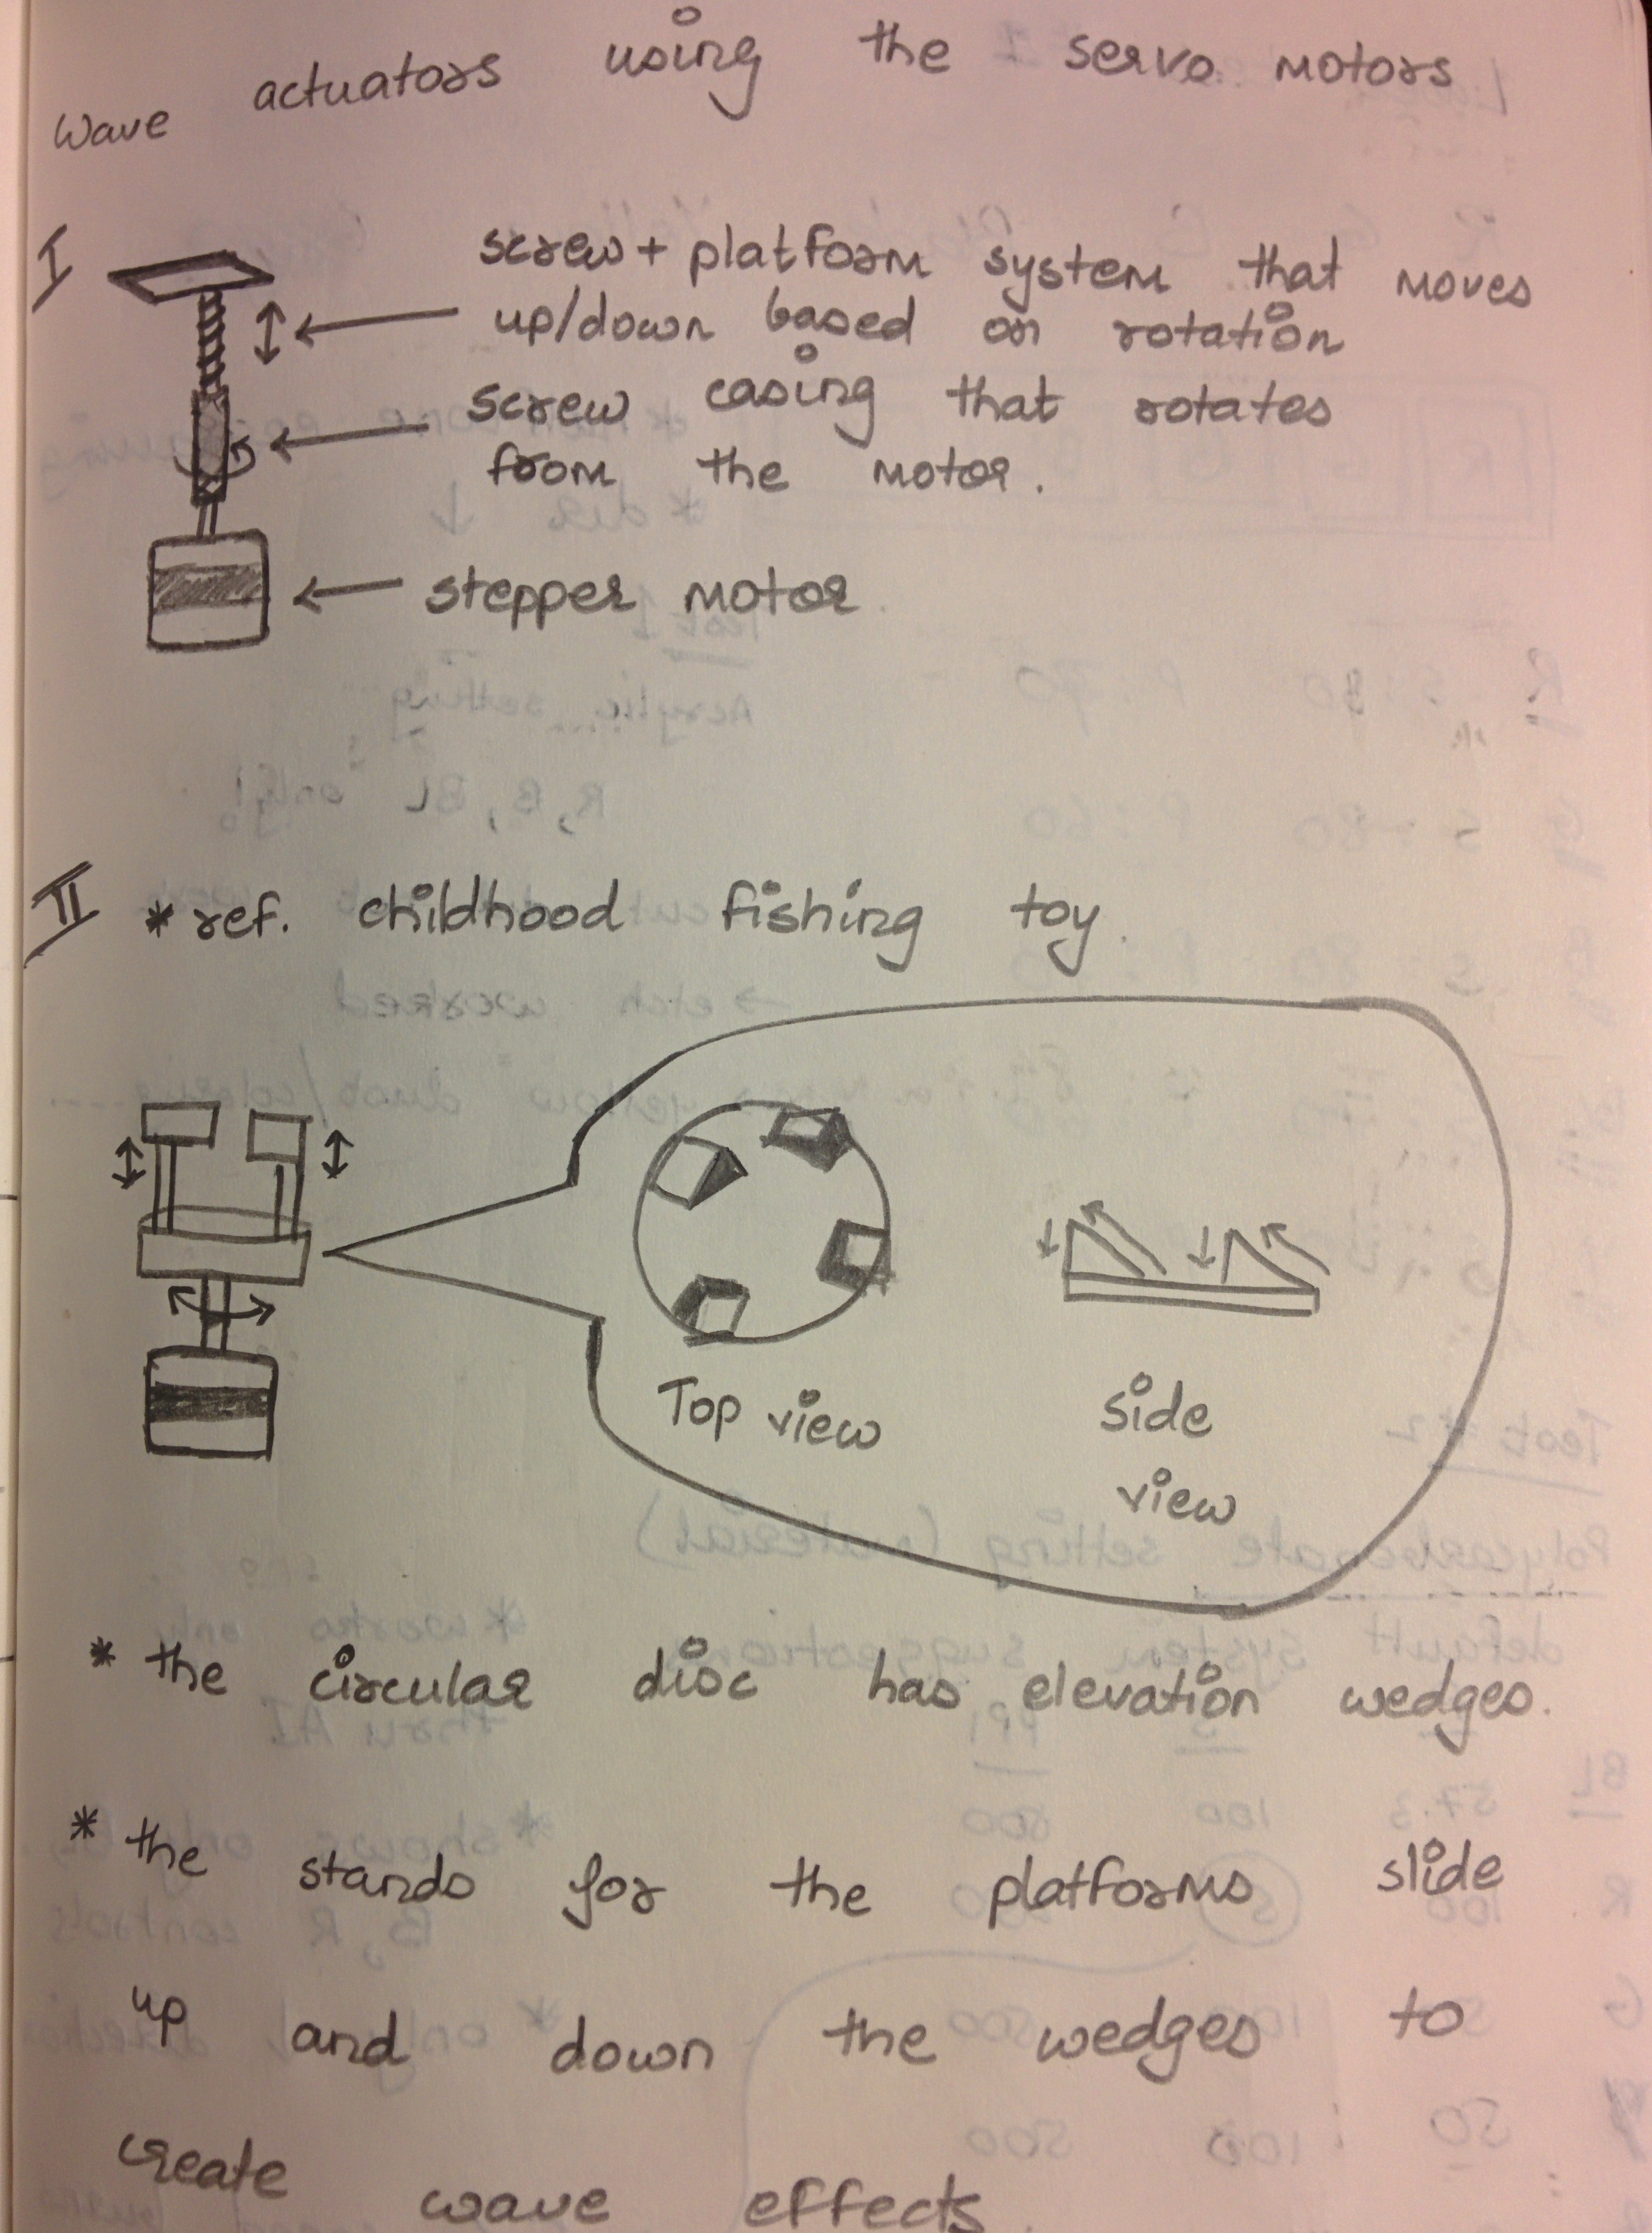 Wave actuators using the servo motors
I
screw + platform system that moves
up/down based on rotation
screw casing that rotates
from the motor.
stepper motor
II * ref. childhood fishing toy.
Top view
side
view
* the circular disc has elevation wedges.
* the stands for the platforms slide
up and down the wedges to
create wave effects.